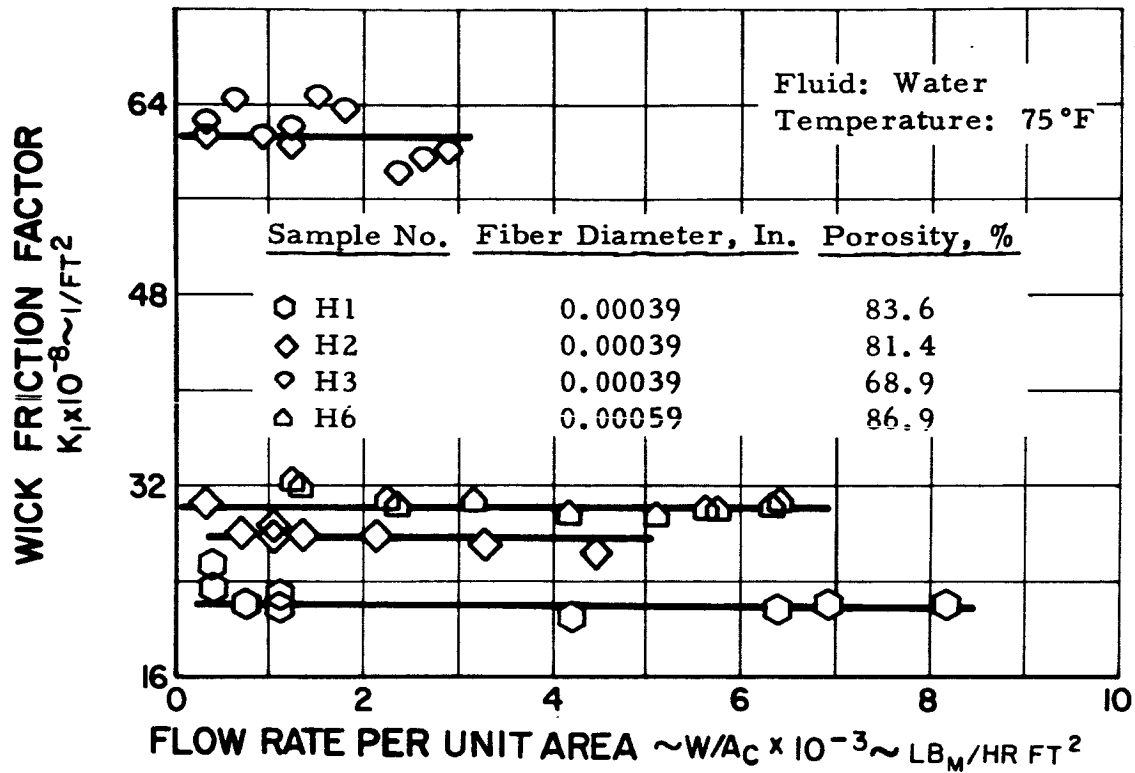 WICK FRICTION FACTOR
K₁x10⁻⁸~1/FT²
64
48
32
16
Fluid: Water
Temperature: 75°F
Sample No. Fiber Diameter, In. Porosity, %
H1 0.00039 83.6
H2 0.00039 81.4
H3 0.00039 68.9
H6 0.00059 86.9
0 2 4 6 8 10
FLOW RATE PER UNIT AREA ~W/A_C x 10⁻³~ LB_M/HR FT²